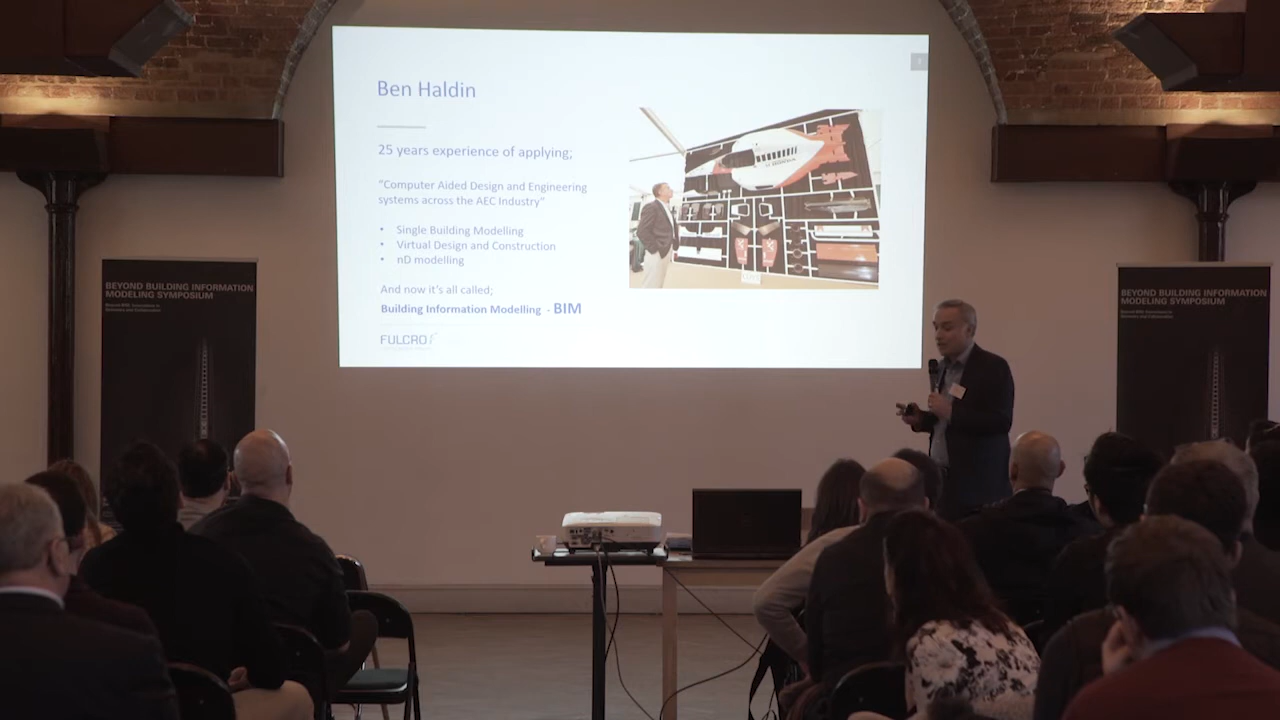 Ben Haldin
25 years experience of applying;
"Computer Aided Design and Engineering
systems across the AEC Industry"
• Single Building Modelling
• Virtual Design and Construction
• nD modelling
And now it's all called;
Building Information Modelling - BIM
FULCRO
BEYOND BUILDING INFORMATION
MODELING SYMPOSIUM
BEYOND BUILDING INFORMATION
MODELING SYMPOSIUM